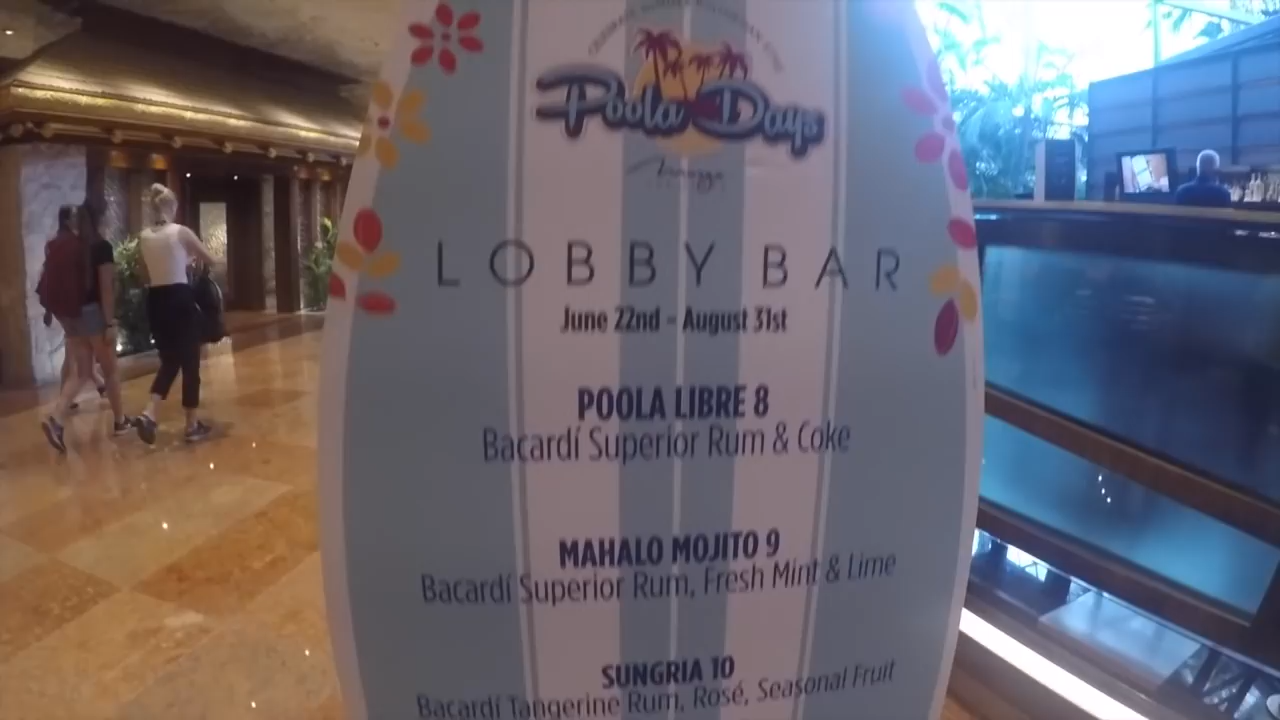 Poola Days
LOBBY BAR
June 22nd - August 31st
POOLA LIBRE 8
Bacardí Superior Rum & Coke
MAHALO MOJITO 9
Bacardí Superior Rum, Fresh Mint & Lime
SUNGRIA 10
Bacardí Tangerine Rum, Rosé, Seasonal Fruit